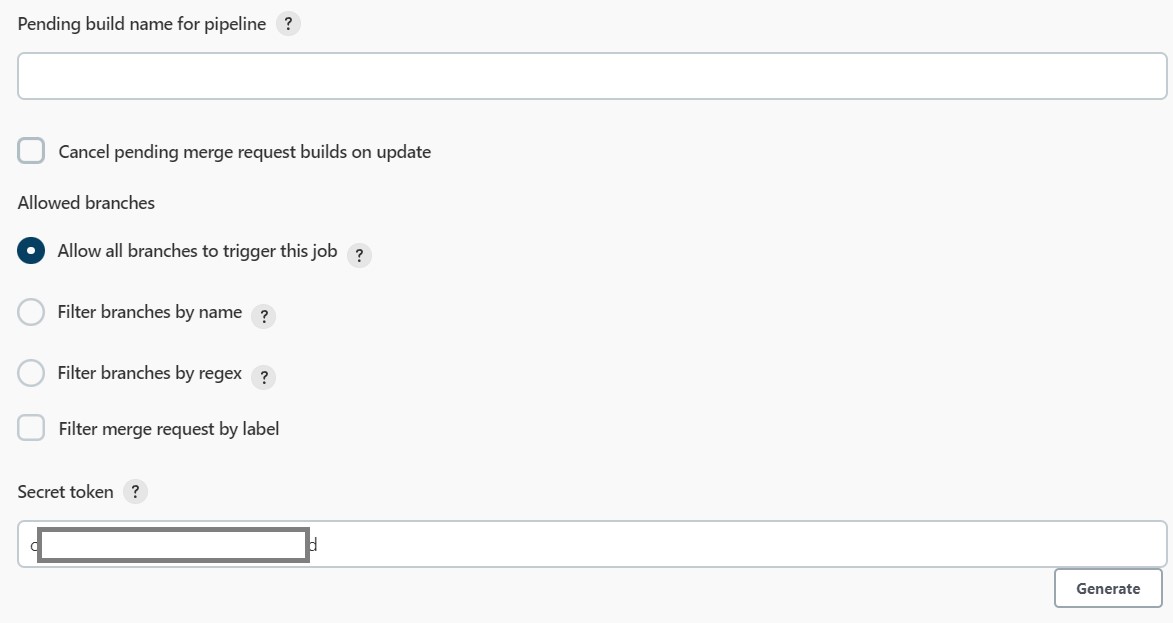 Pending build name for pipeline ?
Cancel pending merge request builds on update
Allowed branches
Allow all branches to trigger this job ?
Filter branches by name ?
Filter branches by regex ?
Filter merge request by label
Secret token ?
d
Generate